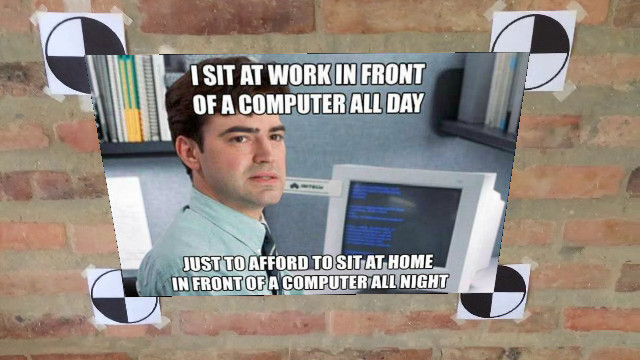 I SIT AT WORK IN FRONT
OF A COMPUTER ALL DAY
JUST TO AFFORD TO SIT AT HOME
IN FRONT OF A COMPUTER ALL NIGHT